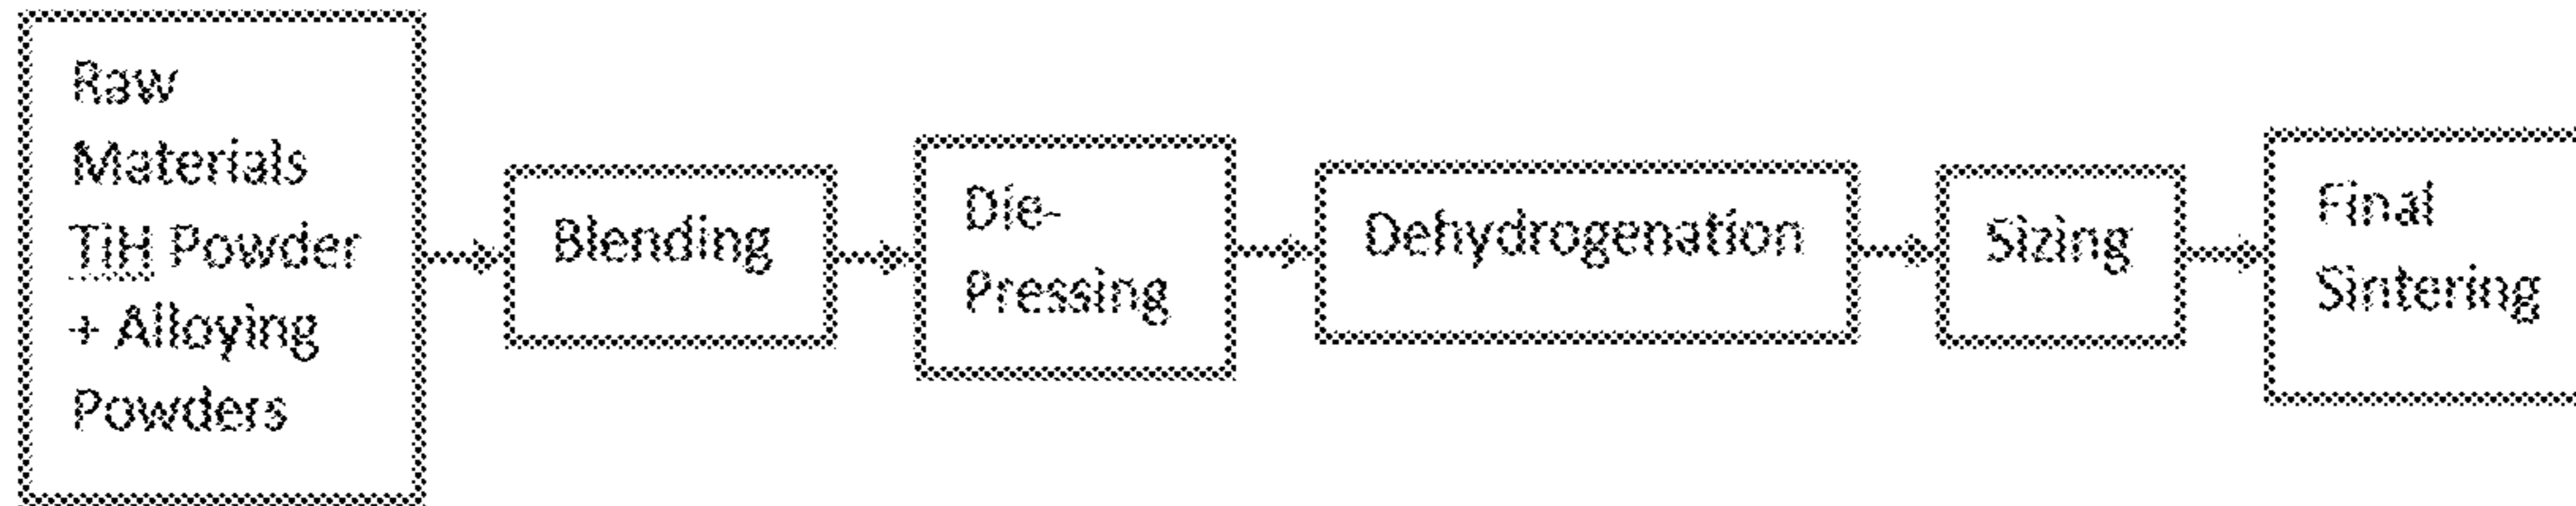 Raw
Materials
TiH Powder
+ Alloying
Powders
Blending
Die-
Pressing
Dehydrogenation
Sizing
Final
Sintering